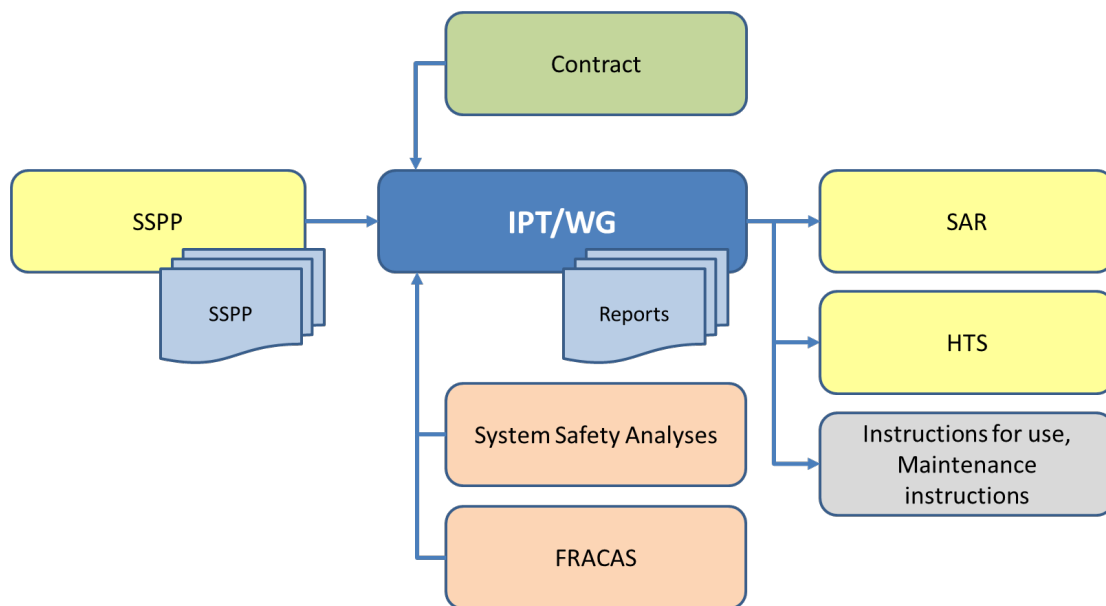 Contract
SSPP
SSPP
IPT/WG
Reports
SAR
HTS
System Safety Analyses
Instructions for use,
Maintenance
instructions
FRACAS